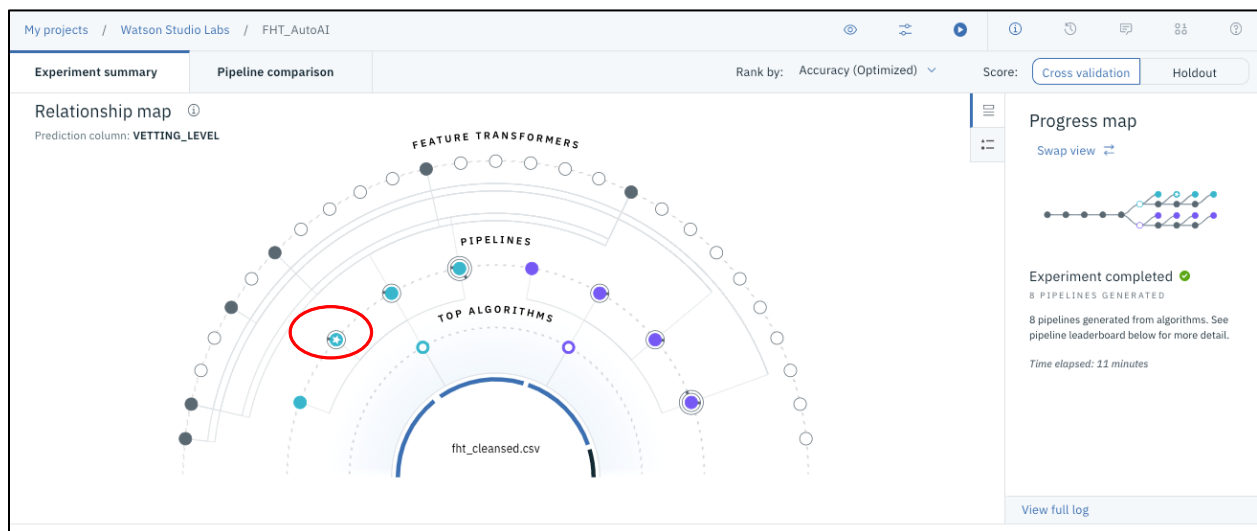 My projects / Watson Studio Labs / FHT_AutoAI
Experiment summary
Pipeline comparison
Rank by: Accuracy (Optimized)
Score: Cross validation Holdout
Relationship map
Prediction column: VETTING_LEVEL
FEATURE TRANSFORMERS
PIPELINES
TOP ALGORITHMS
fht_cleansed.csv
Progress map
Swap view
Experiment completed
8 PIPELINES GENERATED
8 pipelines generated from algorithms. See
pipeline leaderboard below for more detail.
Time elapsed: 11 minutes
View full log